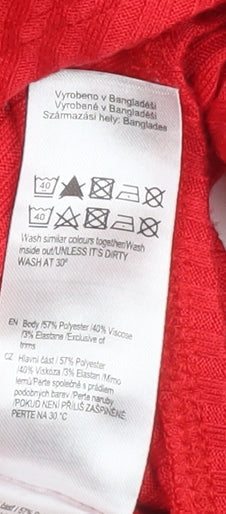 Vyrobeno v Bangladéši
Vyrobené v Bangladéši
Származási hely: Banglades
40
40
Wash similar colours together/Wash
inside out/UNLESS IT'S DIRTY
WASH AT 30°
EN Body /57% Polyester /40% Viscose
/3% Elastane /Exclusive of
trims
CZ Hlavní část / 57% Polyester
/40% Viskóza /3% Elastan /Mimo
lemů/Perte společně s prádlem
podobných barev /Perte naruby
/POKUD NENÍ PŘÍLIŠ ZAŠPINĚNÉ
PERTE NA 30 °C